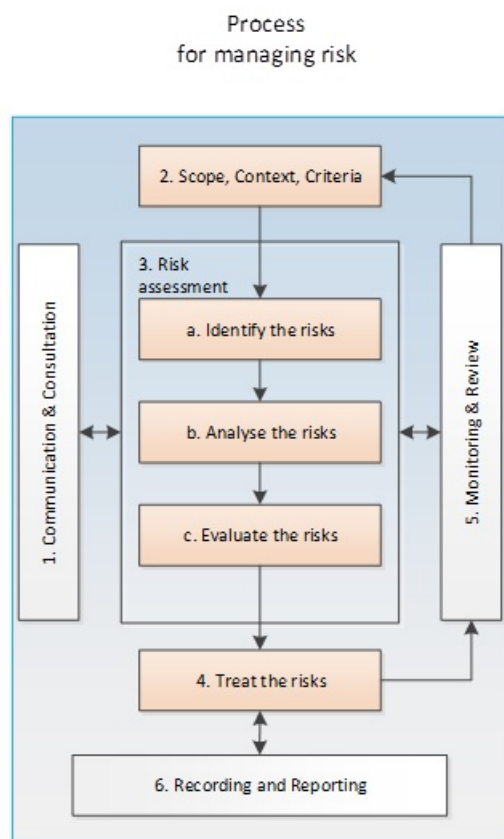 Process
for managing risk
2. Scope, Context, Criteria
3. Risk
assessment
a. Identify the risks
b. Analyse the risks
c. Evaluate the risks
1. Communication & Consultation
5. Monitoring & Review
4. Treat the risks
6. Recording and Reporting